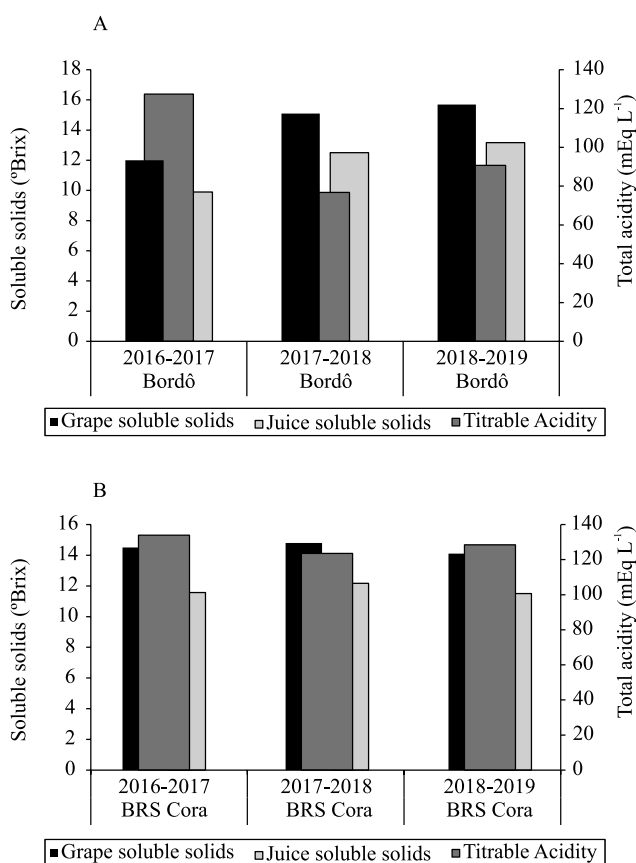 A
Soluble solids (ºBrix)
18
16
14
12
10
8
6
4
2
0
140
120
100
80
60
40
20
0
Total acidity (mEq L⁻¹)
2016-2017 2017-2018 2018-2019
Bordô Bordô Bordô
Grape soluble solids Juice soluble solids Titrable Acidity
B
Soluble solids (ºBrix)
16
14
12
10
8
6
4
2
0
140
120
100
80
60
40
20
0
Total acidity (mEq L⁻¹)
2016-2017 2017-2018 2018-2019
BRS Cora BRS Cora BRS Cora
Grape soluble solids Juice soluble solids Titrable Acidity